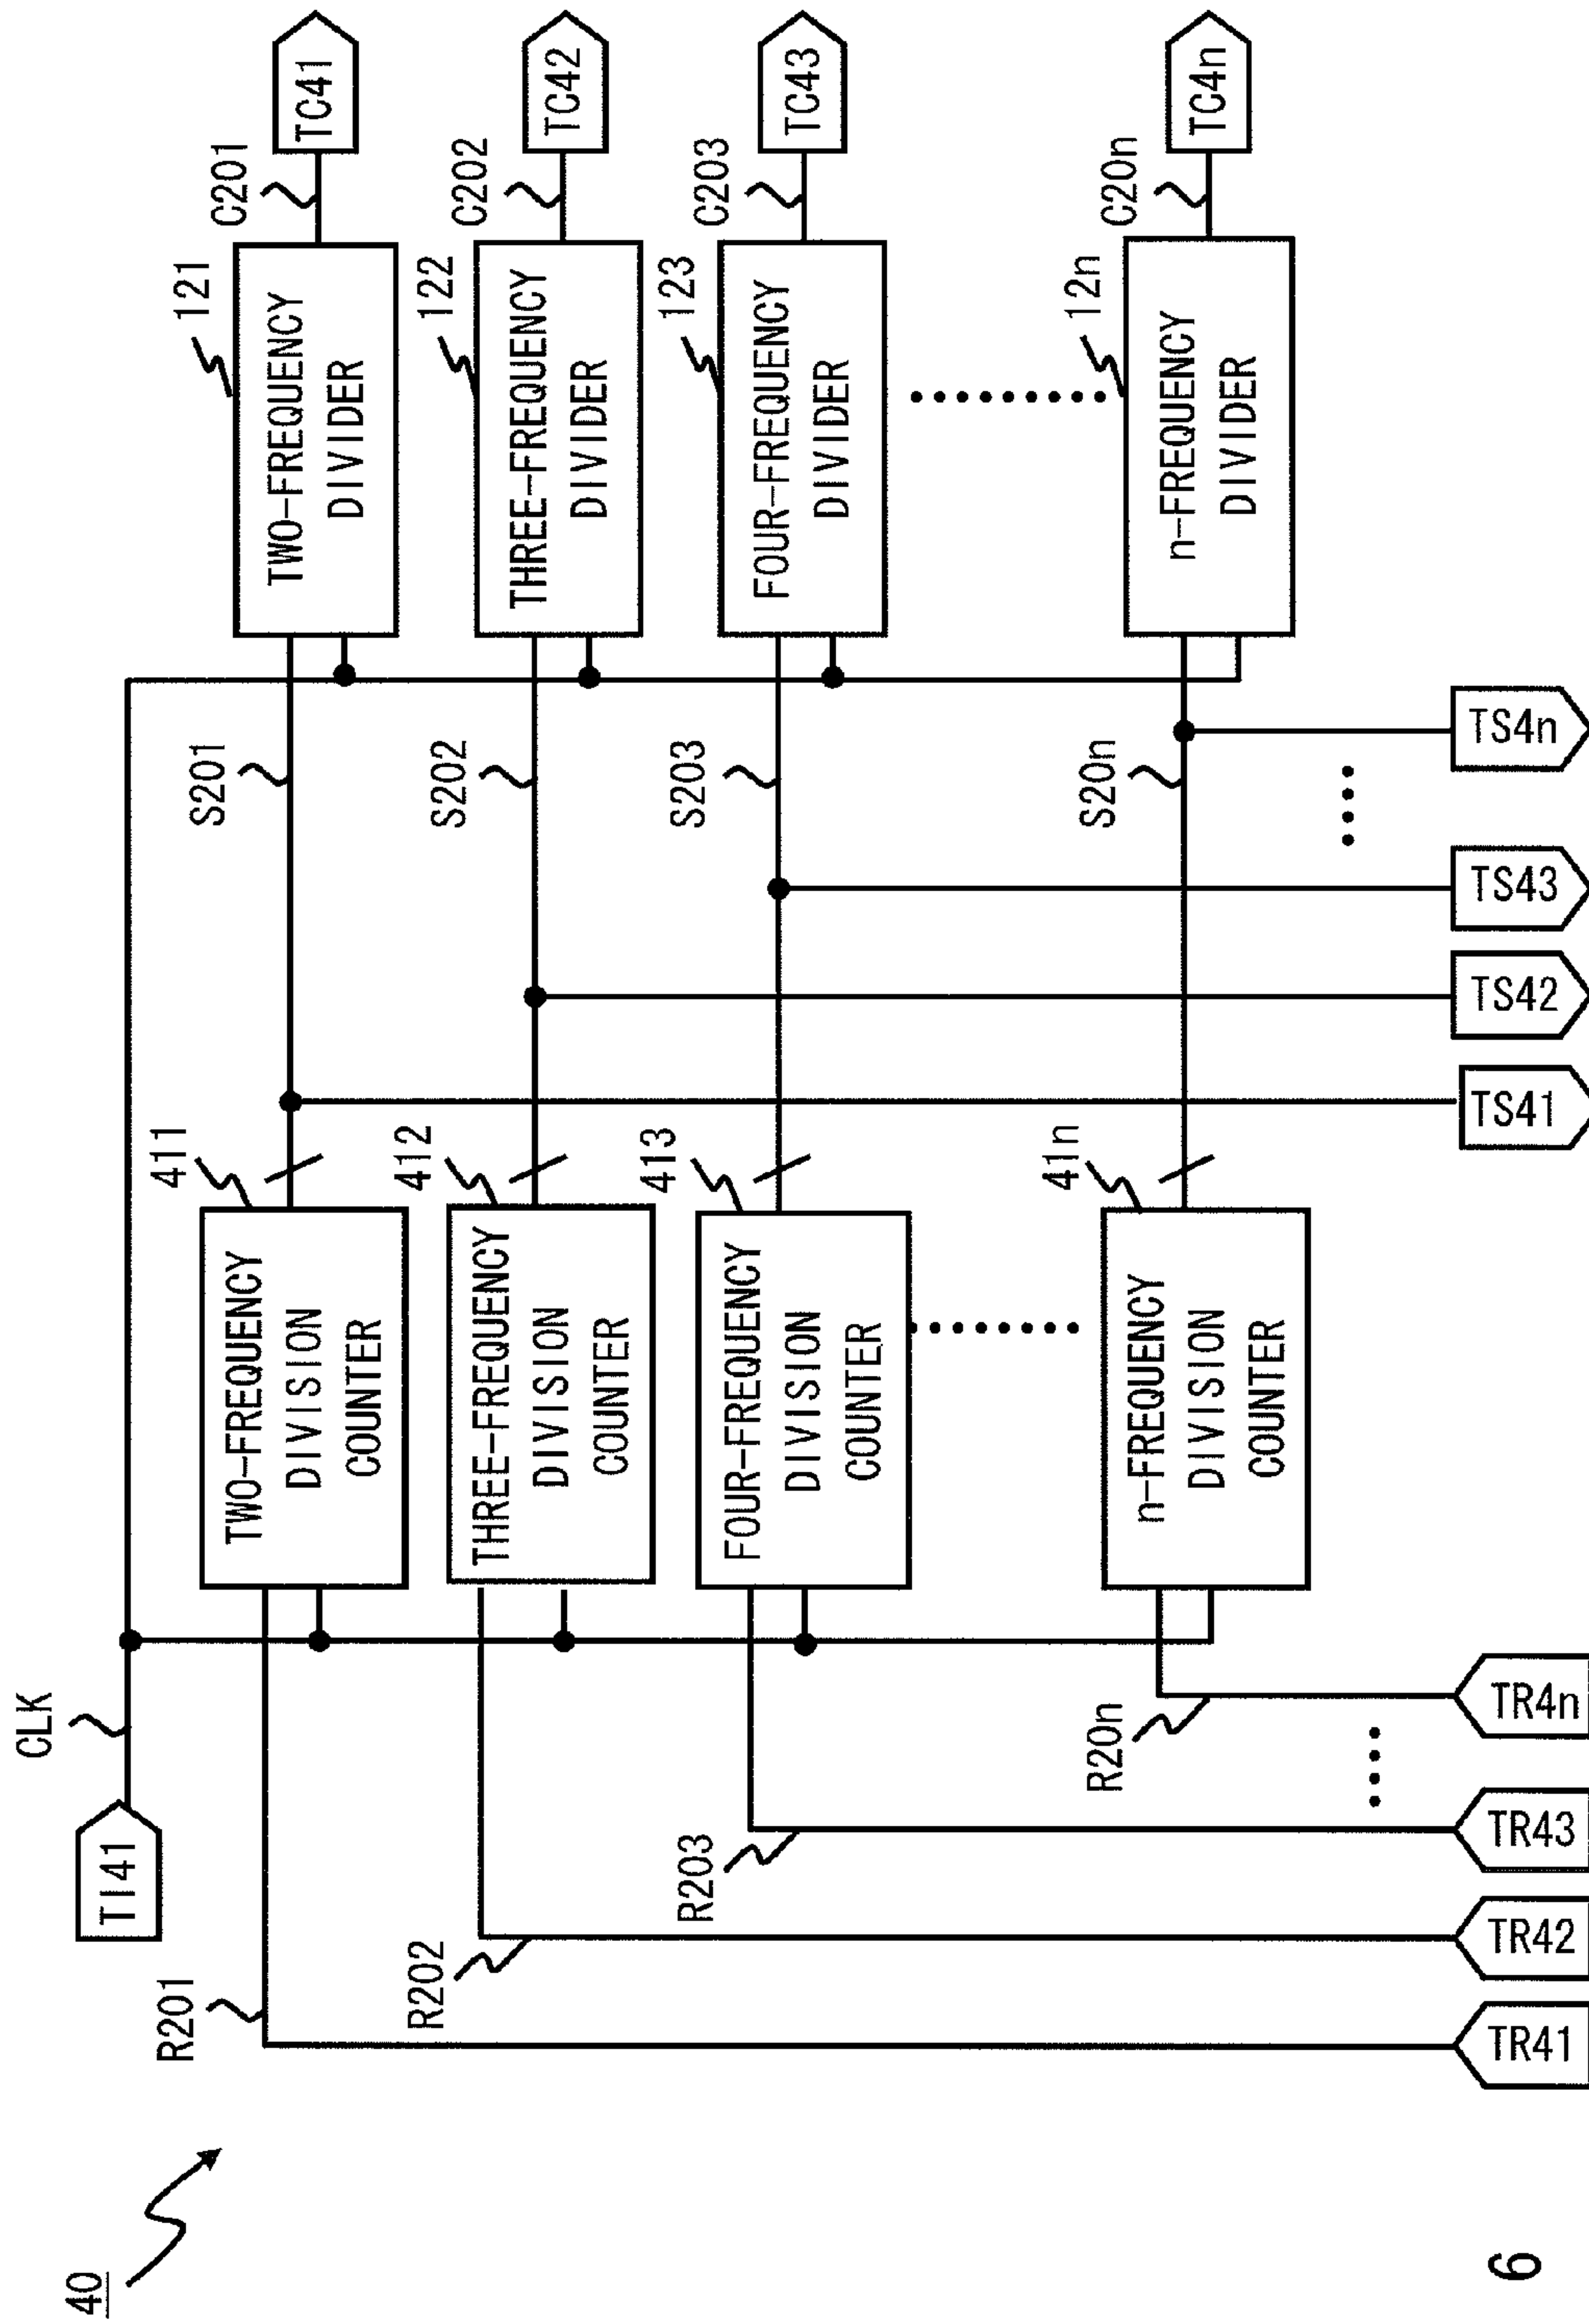 40
TI41
CLK
R201
TWO-FREQUENCY
DIVISION
COUNTER
411
S201
TWO-FREQUENCY
DIVIDER
121
C201
TC41
R202
THREE-FREQUENCY
DIVISION
COUNTER
412
S202
THREE-FREQUENCY
DIVIDER
122
C202
TC42
R203
FOUR-FREQUENCY
DIVISION
COUNTER
413
S203
FOUR-FREQUENCY
DIVIDER
123
C203
TC43
R20n
n-FREQUENCY
DIVISION
COUNTER
41n
S20n
n-FREQUENCY
DIVIDER
12n
C20n
TC4n
TR41
TR42
TR43
TR4n
TS41
TS42
TS43
TS4n
6